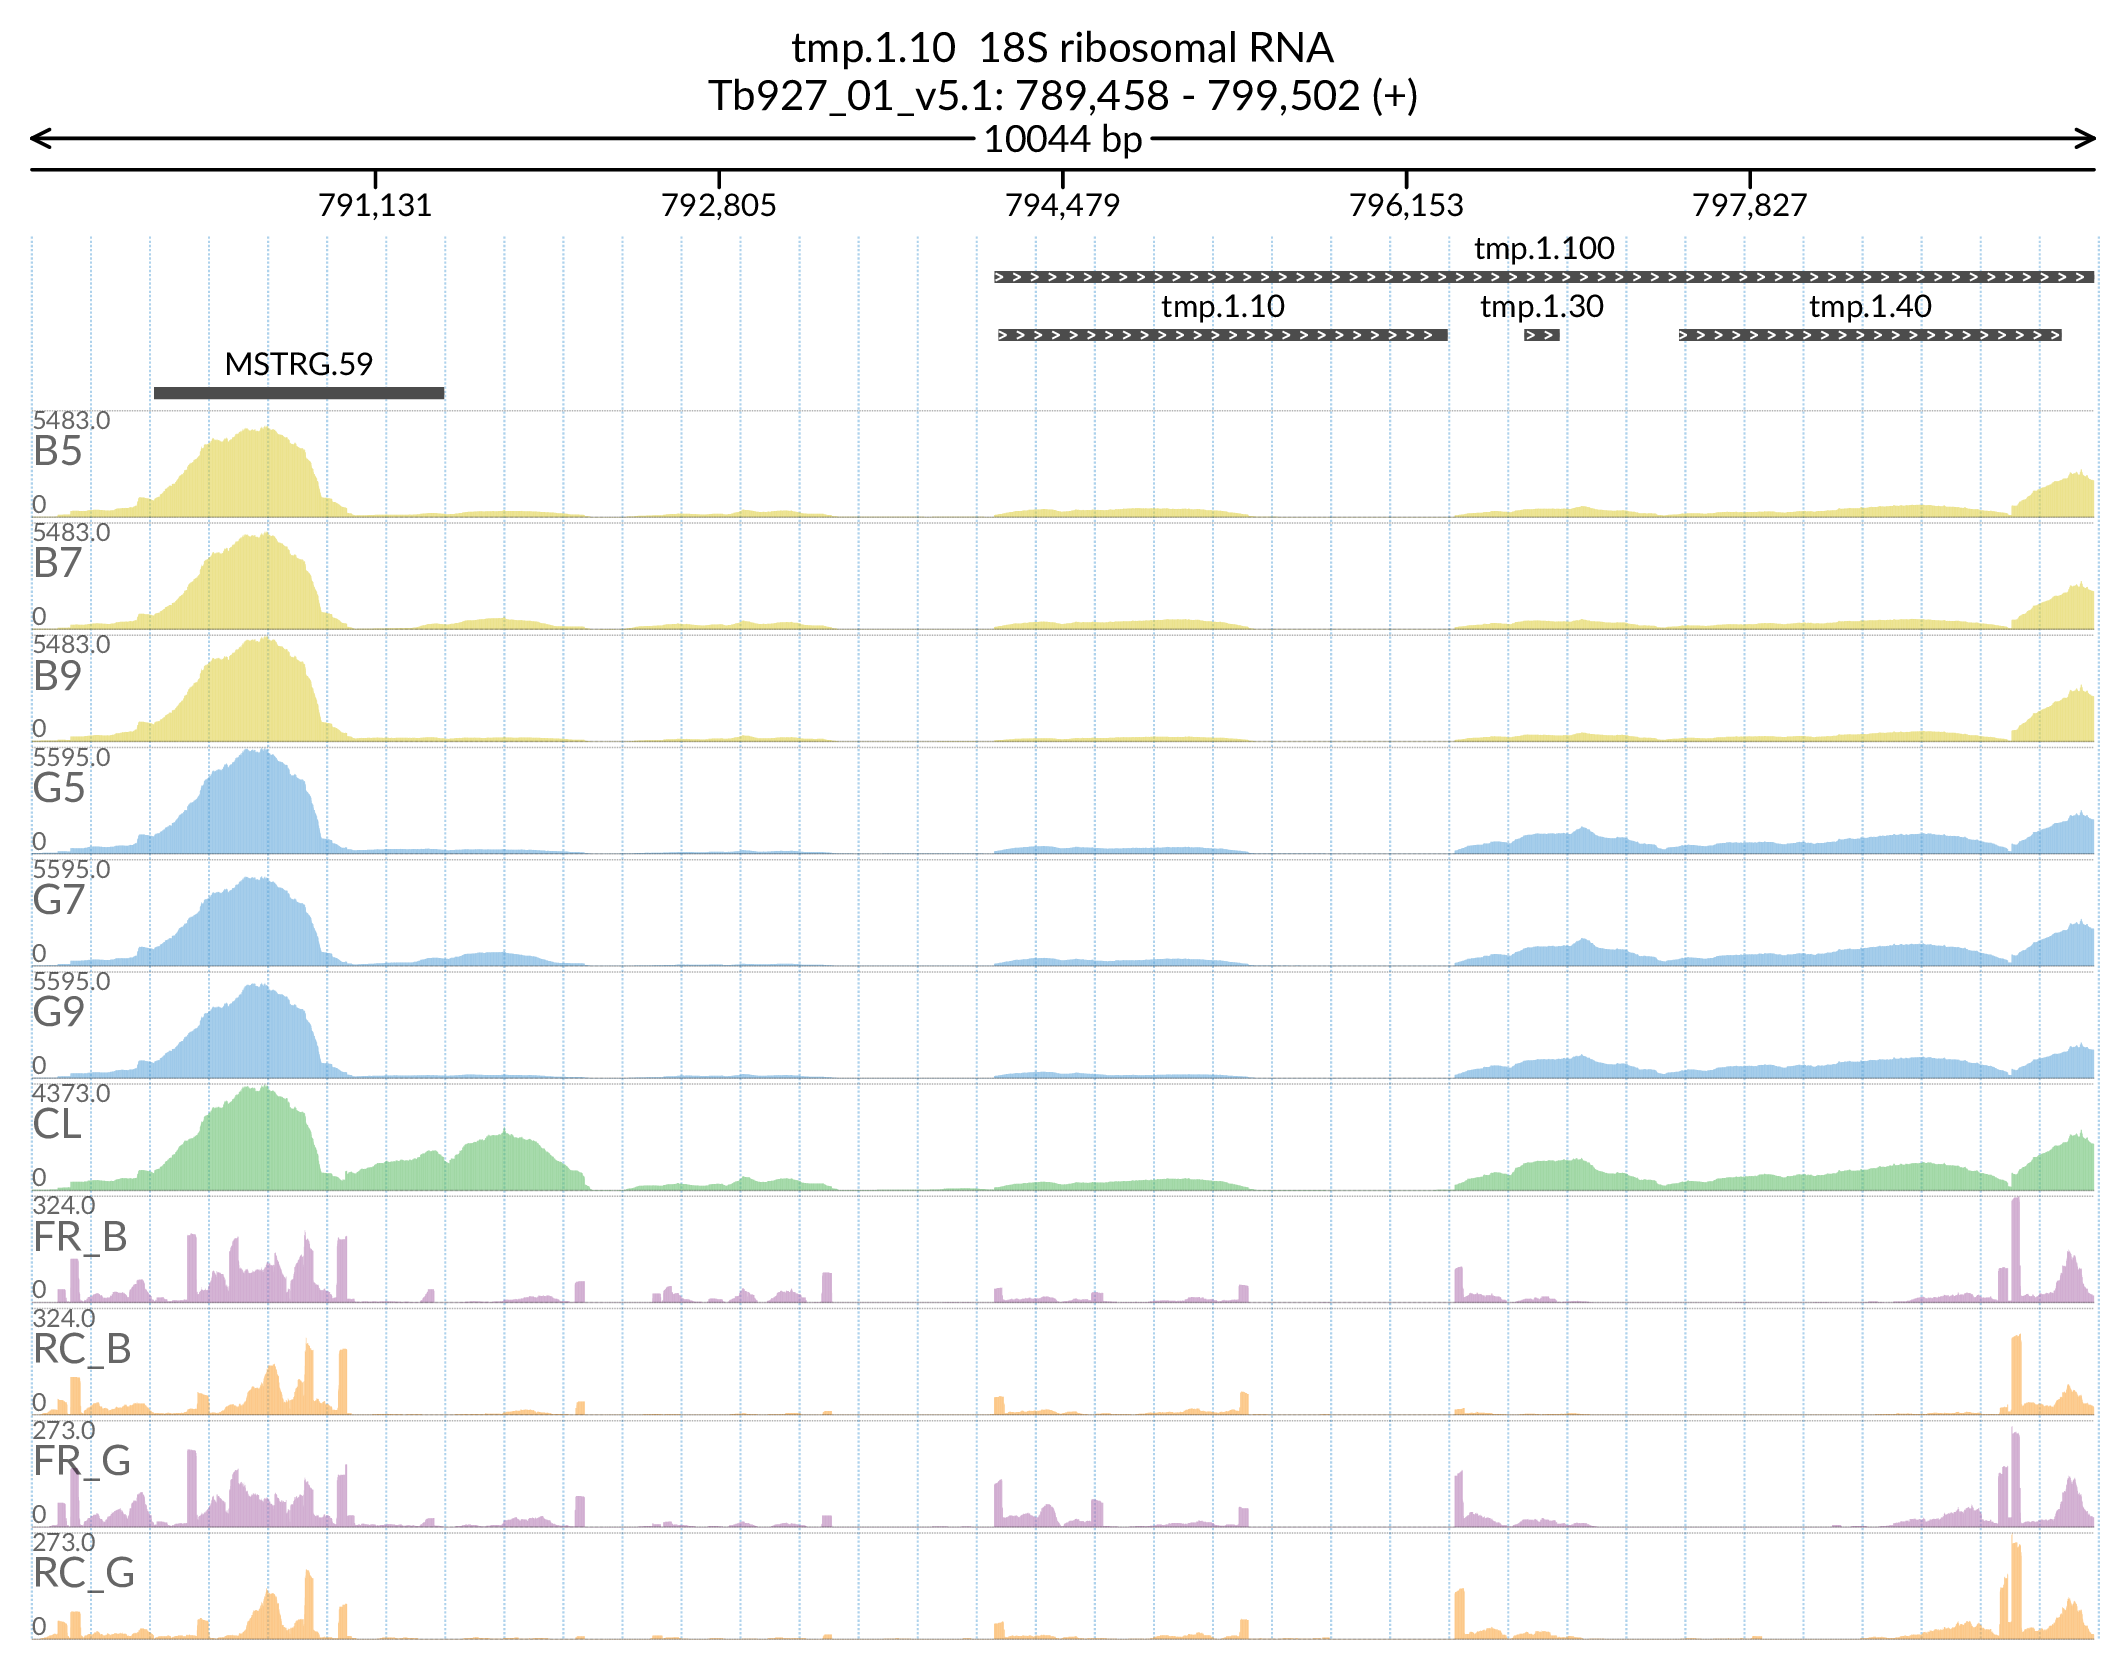 tmp.1.10 18S ribosomal RNA
Tb927_01_v5.1: 789,458 - 799,502 (+)
10044 bp
791,131 792,805 794,479 796,153 797,827
tmp.1.100
tmp.1.10 tmp.1.30 tmp.1.40
MSTRG.59
5483.0
B5
0
5483.0
B7
0
5483.0
B9
0
5595.0
G5
0
5595.0
G7
0
5595.0
G9
0
4373.0
CL
0
324.0
FR_B
0
324.0
RC_B
0
273.0
FR_G
0
273.0
RC_G
0